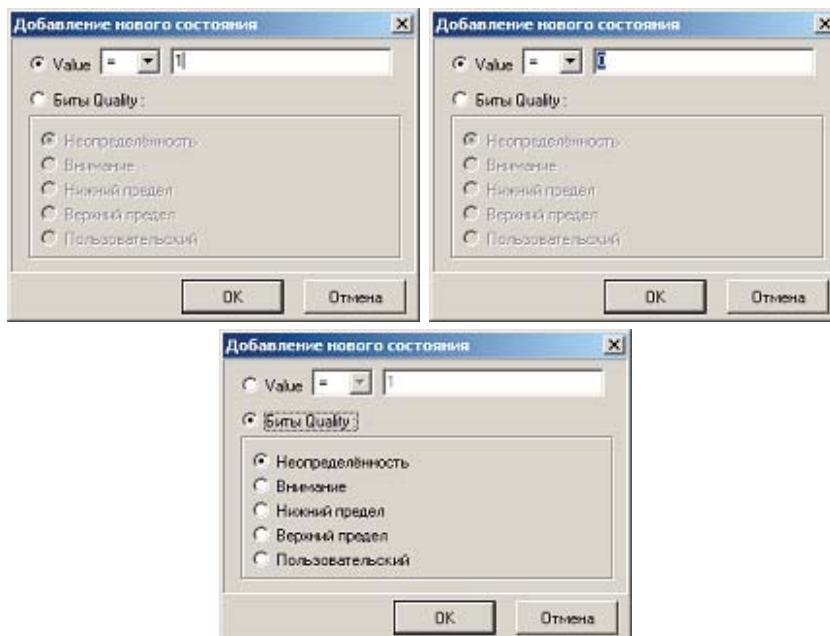 Добавление нового состояния
Value = 1
Биты Quality :
Неопределённость
Внимание
Нижний предел
Верхний предел
Пользовательский
OK Отмена
Добавление нового состояния
Value = 0
Биты Quality :
Неопределённость
Внимание
Нижний предел
Верхний предел
Пользовательский
OK Отмена
Добавление нового состояния
Value = 1
Биты Quality :
Неопределённость
Внимание
Нижний предел
Верхний предел
Пользовательский
OK Отмена